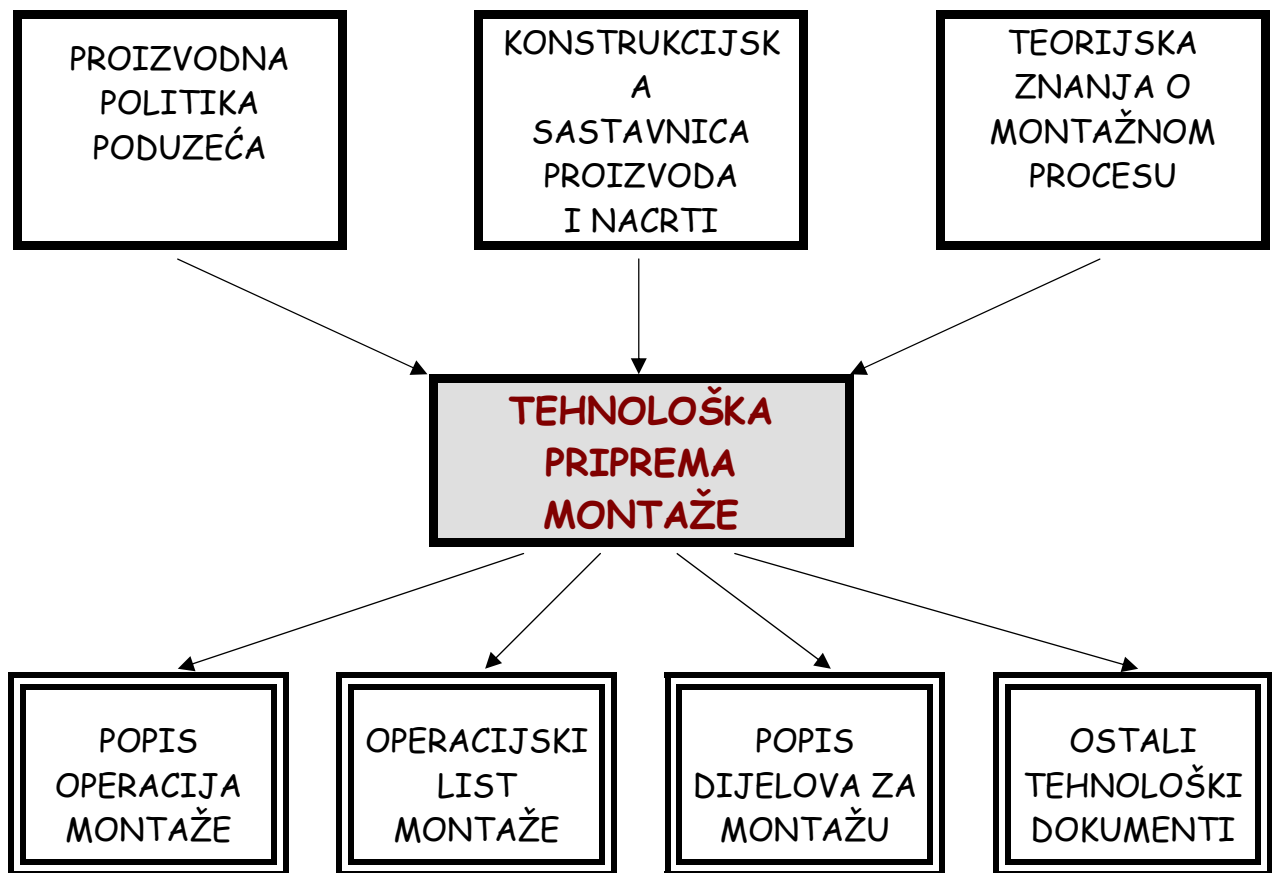 PROIZVODNA
POLITIKA
PODUZEĆA
KONSTRUKCIJSK
A
SASTAVNICA
PROIZVODA
I NACRTI
TEORIJSKA
ZNANJA O
MONTAŽNOM
PROCESU
TEHNOLOŠKA
PRIPREMA
MONTAŽE
POPIS
OPERACIJA
MONTAŽE
OPERACIJSKI
LIST
MONTAŽE
POPIS
DIJELOVA ZA
MONTAŽU
OSTALI
TEHNOLOŠKI
DOKUMENTI